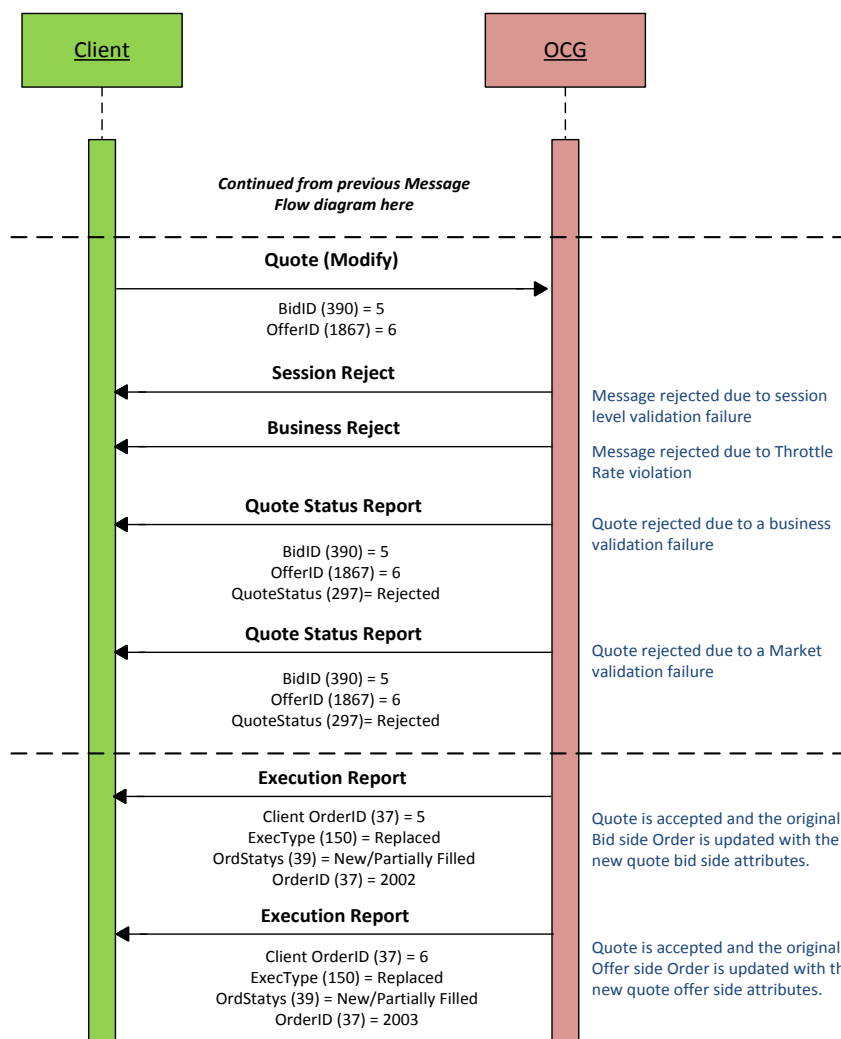 Client
OCG
Continued from previous Message
Flow diagram here
Quote (Modify)
BidID (390) = 5
OfferID (1867) = 6
Session Reject
Message rejected due to session
level validation failure
Business Reject
Message rejected due to Throttle
Rate violation
Quote Status Report
Quote rejected due to a business
validation failure
BidID (390) = 5
OfferID (1867) = 6
QuoteStatus (297)= Rejected
Quote Status Report
Quote rejected due to a Market
validation failure
BidID (390) = 5
OfferID (1867) = 6
QuoteStatus (297)= Rejected
Execution Report
Client OrderID (37) = 5
ExecType (150) = Replaced
OrdStatys (39) = New/Partially Filled
OrderID (37) = 2002
Quote is accepted and the original
Bid side Order is updated with the
new quote bid side attributes.
Execution Report
Client OrderID (37) = 6
ExecType (150) = Replaced
OrdStatys (39) = New/Partially Filled
OrderID (37) = 2003
Quote is accepted and the original
Offer side Order is updated with th
new quote offer side attributes.